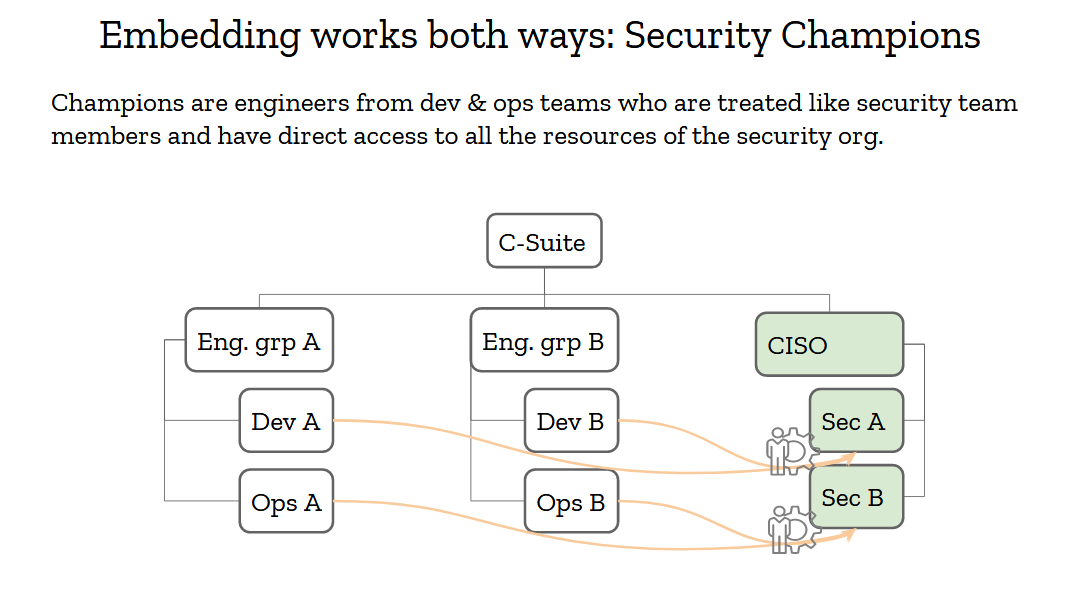 Embedding works both ways: Security Champions
Champions are engineers from dev & ops teams who are treated like security team
members and have direct access to all the resources of the security org.
C-Suite
Eng. grp A
Eng. grp B
CISO
Dev A
Dev B
Sec A
Ops A
Ops B
Sec B